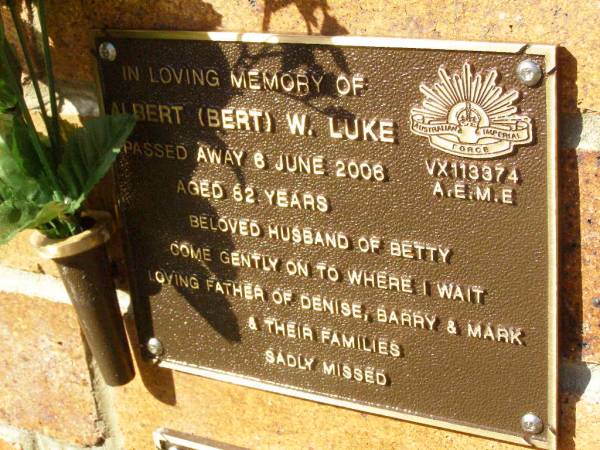 IN LOVING MEMORY OF
ALBERT (BERT) W. LUKE
PASSED AWAY 6 JUNE 2006
AGED 82 YEARS
AUSTRALIAN IMPERIAL
FORCE
VX113374
A.E.M.E
BELOVED HUSBAND OF BETTY
COME GENTLY ON TO WHERE I WAIT
LOVING FATHER OF DENISE, BARRY & MARK
& THEIR FAMILIES
SADLY MISSED